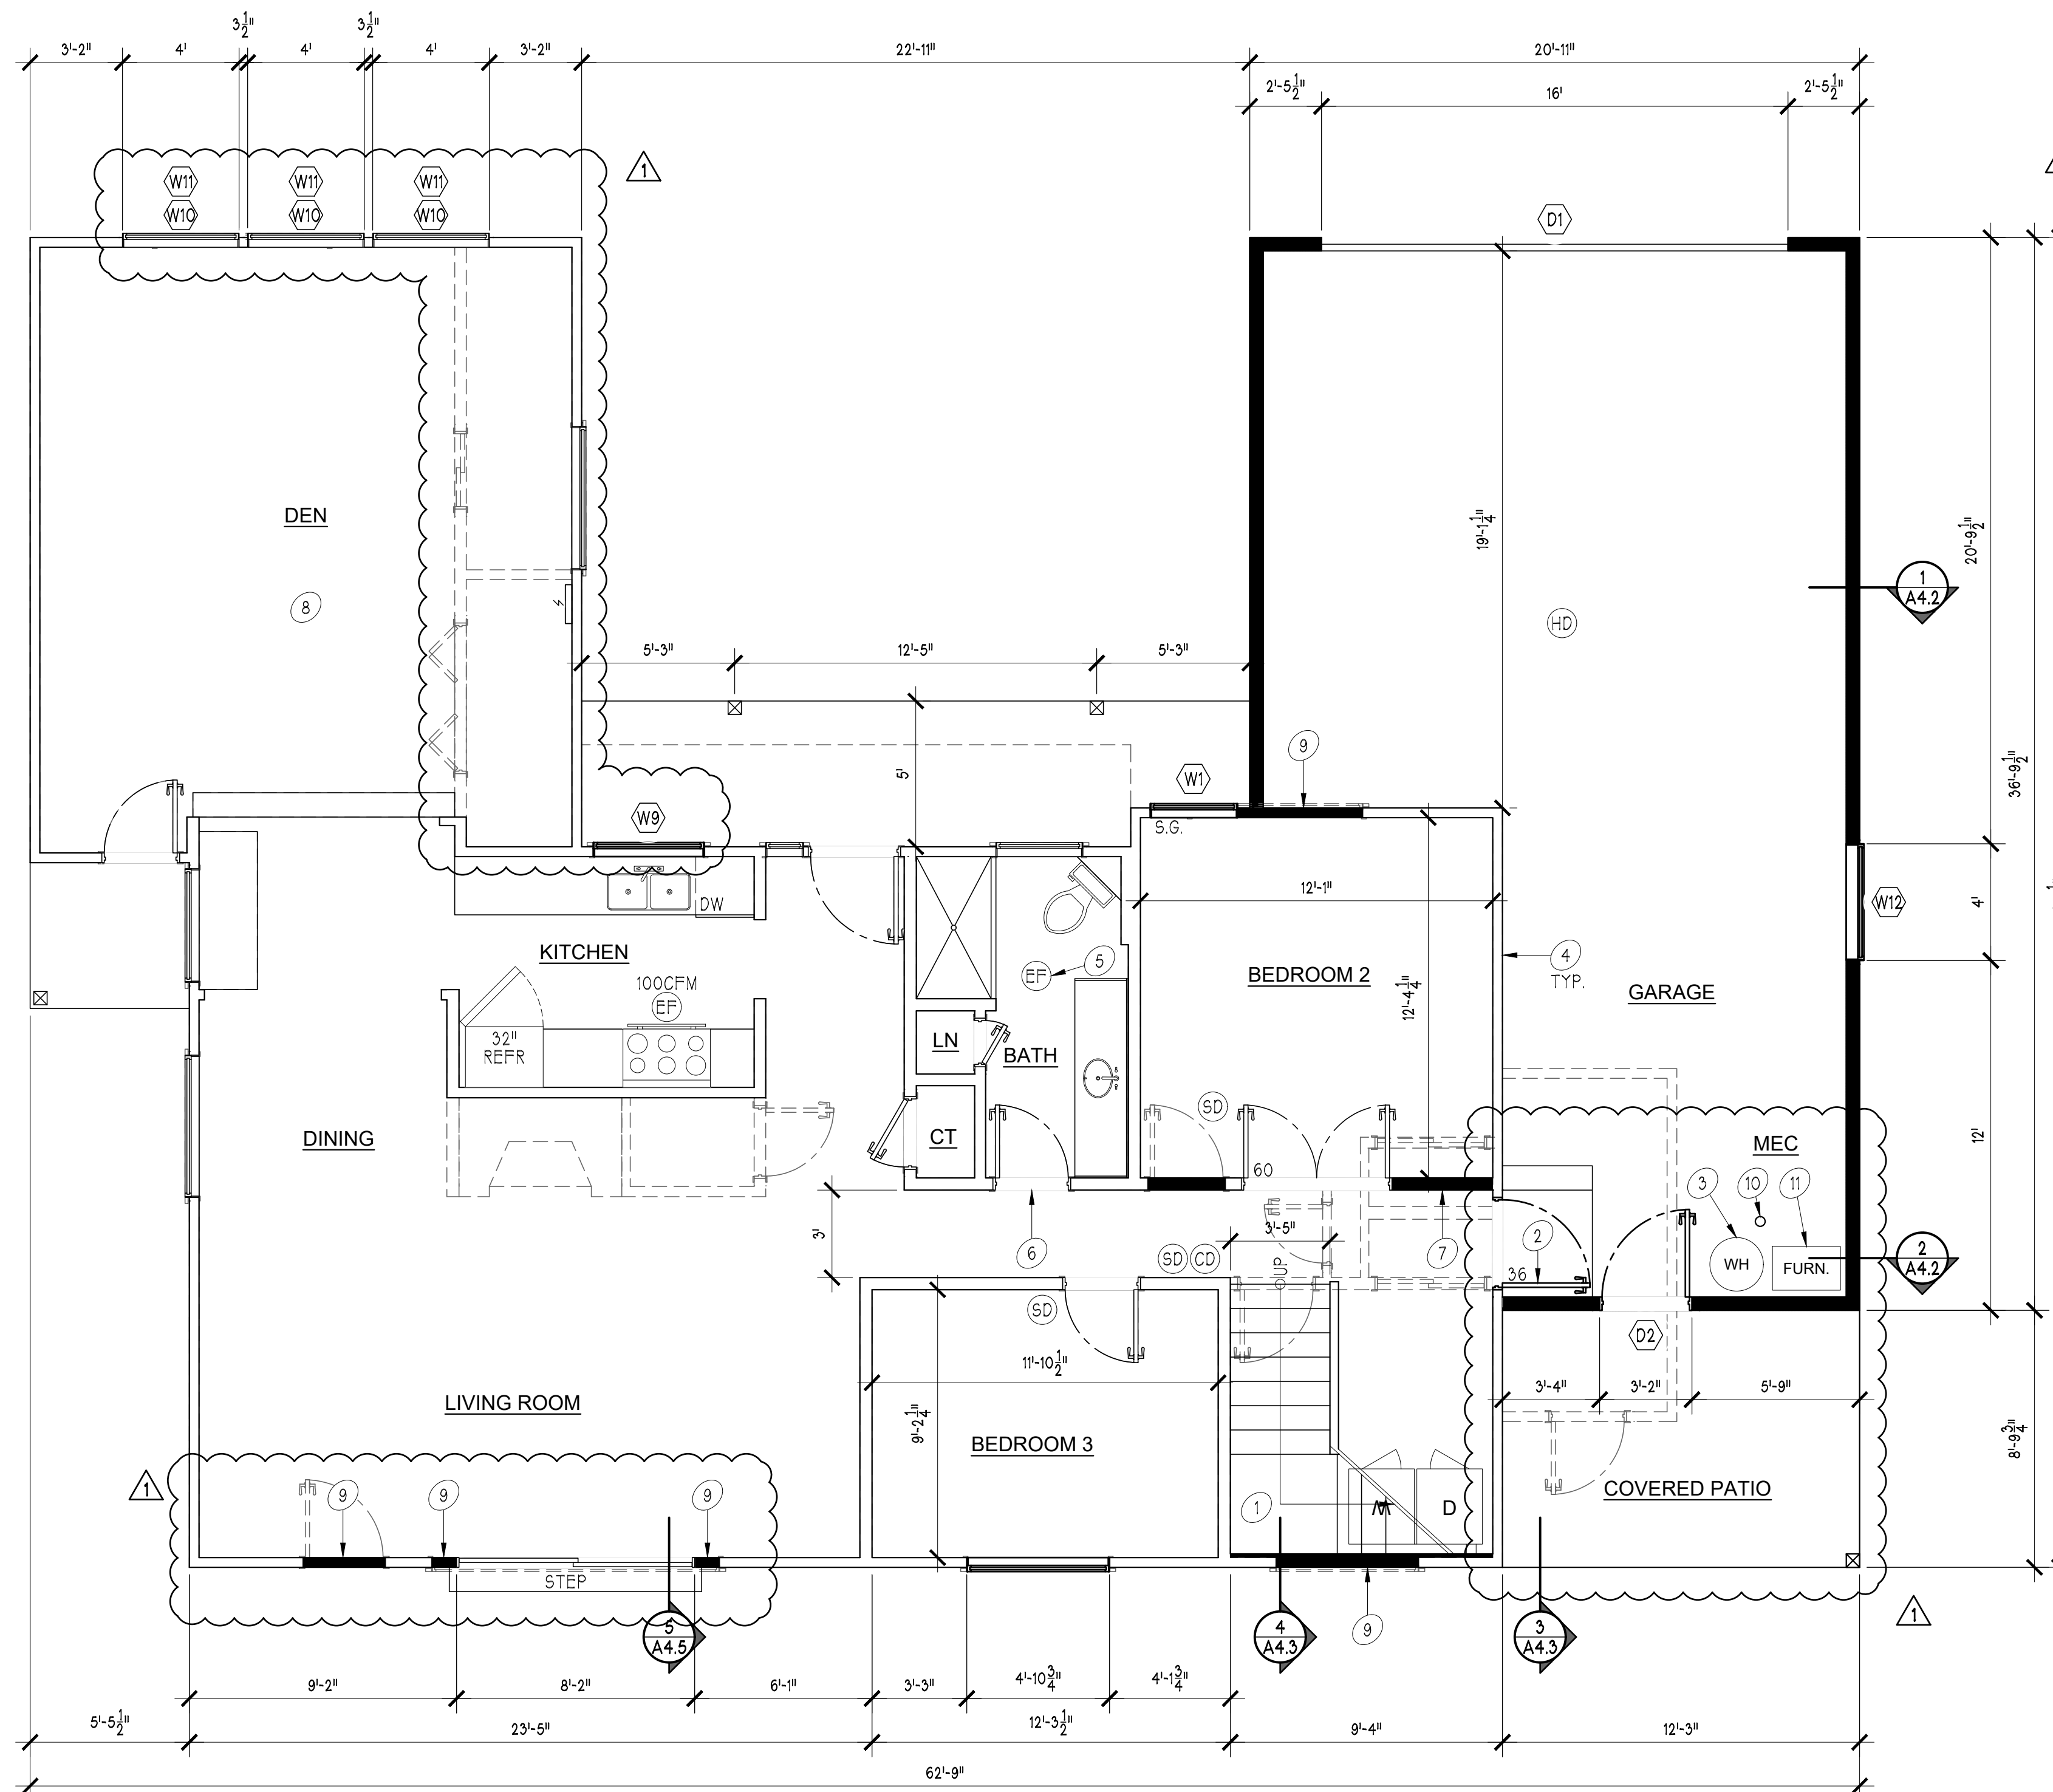 3 1/2"
3 1/2"
3'-2"
4'
4'
4'
3'-2"
22'-11"
20'-11"
2'-5 1/2"
16'
2'-5 1/2"
1
W11
W11
W11
W10
W10
W10
D1
DEN
8
19'-1 1/4"
20'-9 1/2"
1
A4.2
HD
5'-3"
12'-5"
5'-3"
36'-9 1/2"
9
5'
W1
S.G.
W9
DW
12'-1"
W12
4'
KITCHEN
100CFM
EF
EF
5
BEDROOM 2
12'-4 1/4"
4
TYP.
GARAGE
32"
REFR
LN
BATH
SD
DINING
CT
12'
MEC
60
3
10
11
3'
6
SD
CD
3'-5"
7
2
UP
36
WH
FURN.
2
A4.2
SD
D2
11'-10 1/2"
3'-4"
3'-2"
5'-9"
LIVING ROOM
9'-2 1/4"
8'-9 3/4"
BEDROOM 3
COVERED PATIO
1
9
9
9
1
W
D
STEP
1
5
A4.5
4
A4.3
9
3
A4.3
9'-2"
8'-2"
6'-1"
3'-3"
4'-10 3/4"
4'-1 3/4"
5'-5 1/2"
23'-5"
12'-3 1/2"
9'-4"
12'-3"
62'-9"